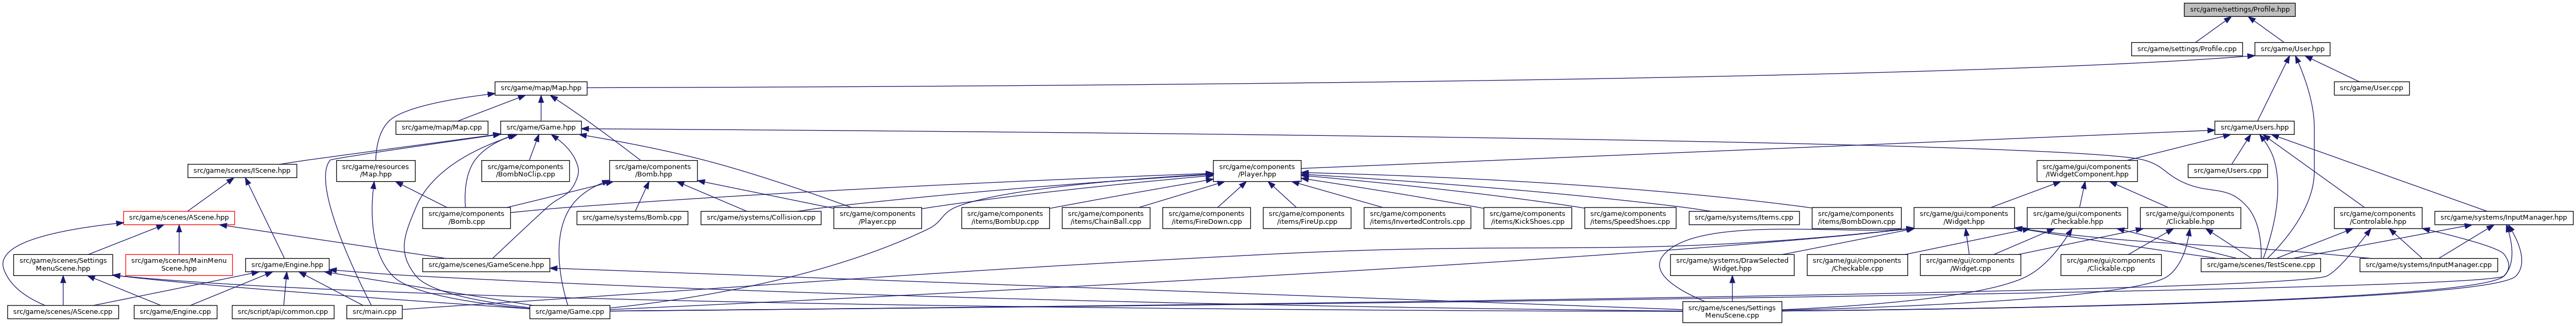 src/game/settings/Profile.hpp
src/game/settings/Profile.cpp
src/game/User.hpp
src/game/map/Map.hpp
src/game/User.cpp
src/game/map/Map.cpp
src/game/Game.hpp
src/game/Users.hpp
src/game/scenes/IScene.hpp
src/game/resources
/Map.hpp
src/game/components
/BombNoClip.cpp
src/game/components
/Bomb.hpp
src/game/components
/Player.hpp
src/game/gui/components
/IWidgetComponent.hpp
src/game/Users.cpp
src/game/scenes/AScene.hpp
src/game/components
/Bomb.cpp
src/game/systems/Bomb.cpp
src/game/systems/Collision.cpp
src/game/components
/Player.cpp
src/game/components
/items/BombUp.cpp
src/game/components
/items/ChainBall.cpp
src/game/components
/items/FireDown.cpp
src/game/components
/items/FireUp.cpp
src/game/components
/items/InvertedControls.cpp
src/game/components
/items/KickShoes.cpp
src/game/components
/items/SpeedShoes.cpp
src/game/systems/Items.cpp
src/game/components
/items/BombDown.cpp
src/game/gui/components
/Widget.hpp
src/game/gui/components
/Checkable.hpp
src/game/gui/components
/Clickable.hpp
src/game/components
/Controlable.hpp
src/game/systems/InputManager.hpp
src/game/scenes/Settings
MenuScene.hpp
src/game/scenes/MainMenu
Scene.hpp
src/game/Engine.hpp
src/game/scenes/GameScene.hpp
src/game/systems/DrawSelected
Widget.hpp
src/game/gui/components
/Checkable.cpp
src/game/gui/components
/Widget.cpp
src/game/gui/components
/Clickable.cpp
src/game/scenes/TestScene.cpp
src/game/systems/InputManager.cpp
src/game/scenes/AScene.cpp
src/game/Engine.cpp
src/script/api/common.cpp
src/main.cpp
src/game/Game.cpp
src/game/scenes/Settings
MenuScene.cpp